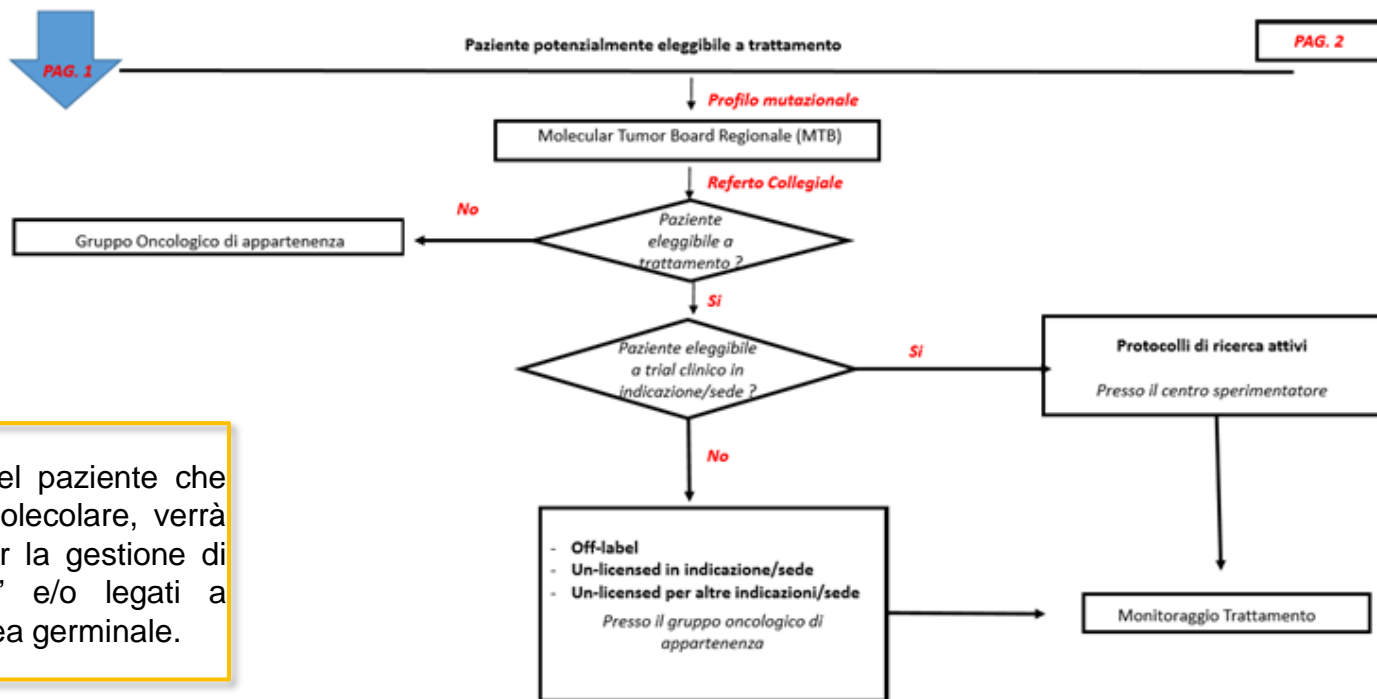 PAG. 1
Paziente potenzialmente eleggibile a trattamento
PAG. 2
Profilo mutazionale
Molecular Tumor Board Regionale (MTB)
Referto Collegiale
No
Gruppo Oncologico di appartenenza
Paziente
eleggibile a
trattamento ?
Si
Paziente eleggibile
a trial clinico in
indicazione/sede ?
Si
Protocolli di ricerca attivi
Presso il centro sperimentatore
No
el paziente che
olecolare, verrà
r la gestione di
” e/o legati a
ea germinale.
- Off-label
- Un-licensed in indicazione/sede
- Un-licensed per altre indicazioni/sede
Presso il gruppo oncologico di
appartenenza
Monitoraggio Trattamento